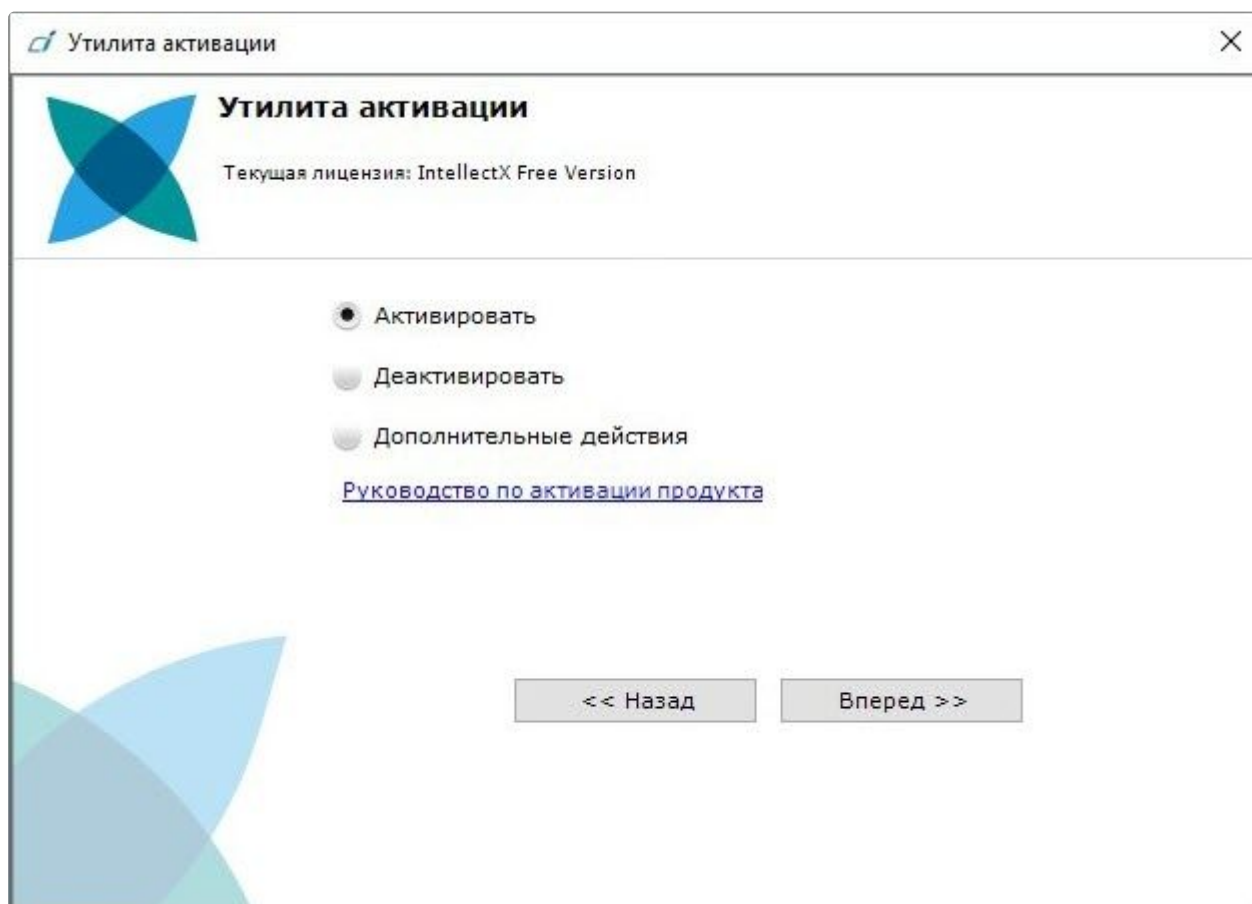 Утилита активации
Утилита активации
Текущая лицензия: IntellectX Free Version
Активировать
Деактивировать
Дополнительные действия
Руководство по активации продукта
<< Назад
Вперед >>